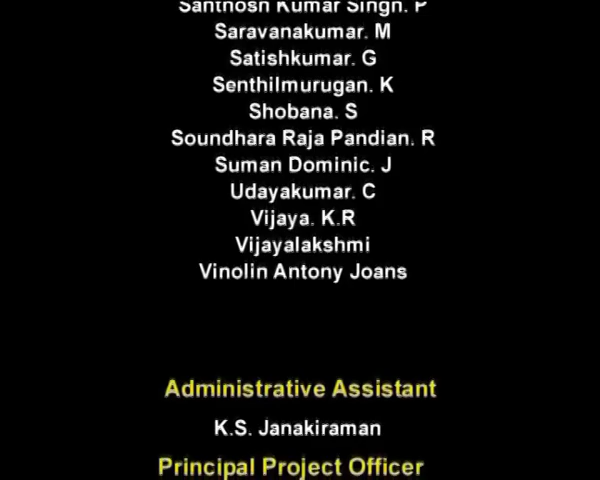 Santhosh Kumar Singh. P
Saravanakumar. M
Satishkumar. G
Senthilmurugan. K
Shobana. S
Soundhara Raja Pandian. R
Suman Dominic. J
Udayakumar. C
Vijaya. K.R
Vijayalakshmi
Vinolin Antony Joans
Administrative Assistant
K.S. Janakiraman
Principal Project Officer